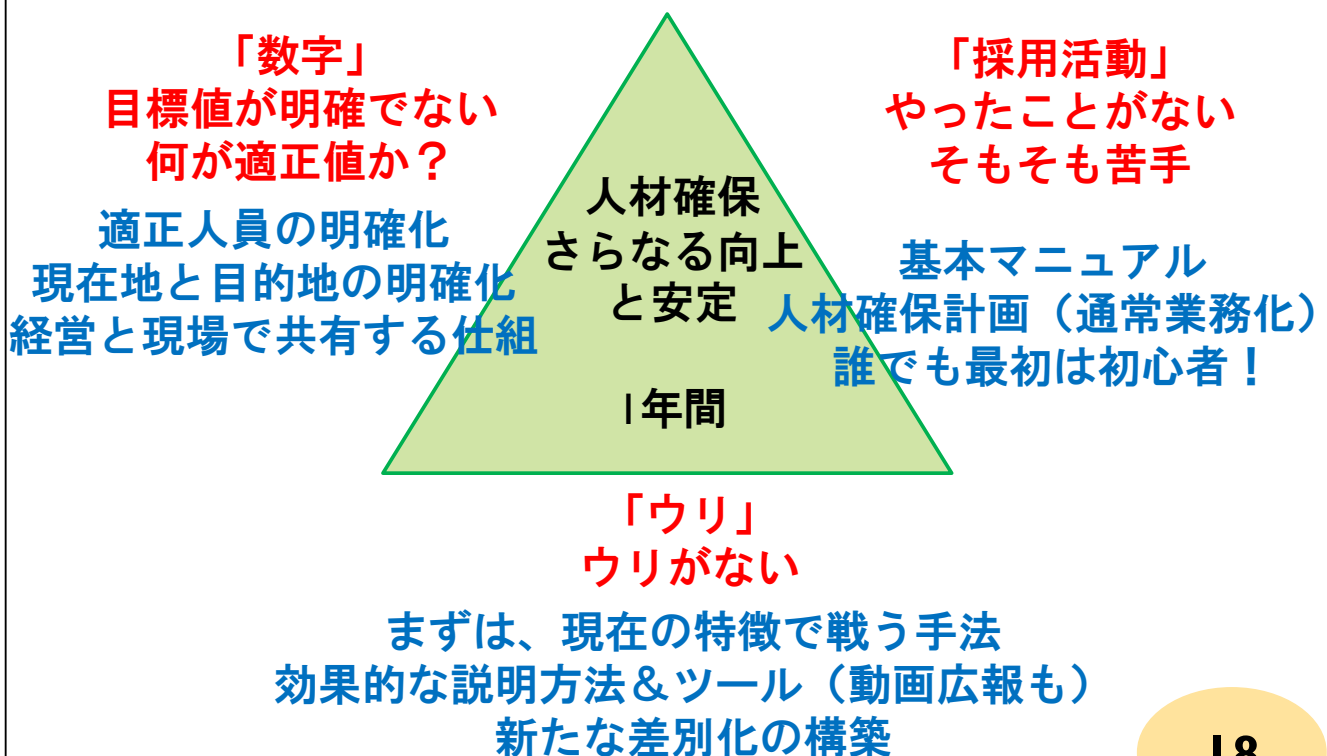 「数字」
目標値が明確でない
何が適正値か？
適正人員の明確化
現在地と目的地の明確化
経営と現場で共有する仕組
人材確保
さらなる向上
と安定
1年間
「採用活動」
やったことがない
そもそも苦手
基本マニュアル
人材確保計画（通常業務化）
誰でも最初は初心者！
「ウリ」
ウリがない
まずは、現在の特徴で戦う手法
効果的な説明方法＆ツール（動画広報も）
新たな差別化の構築
18